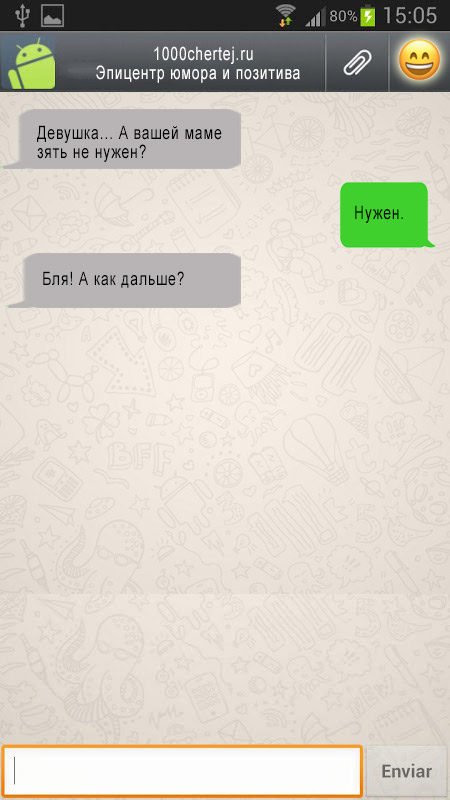 80% 15:05
1000chertej.ru
Эпицентр юмора и позитива
Девушка... А вашей маме
зять не нужен?
Нужен.
Бля! А как дальше?
BFF
Enviar